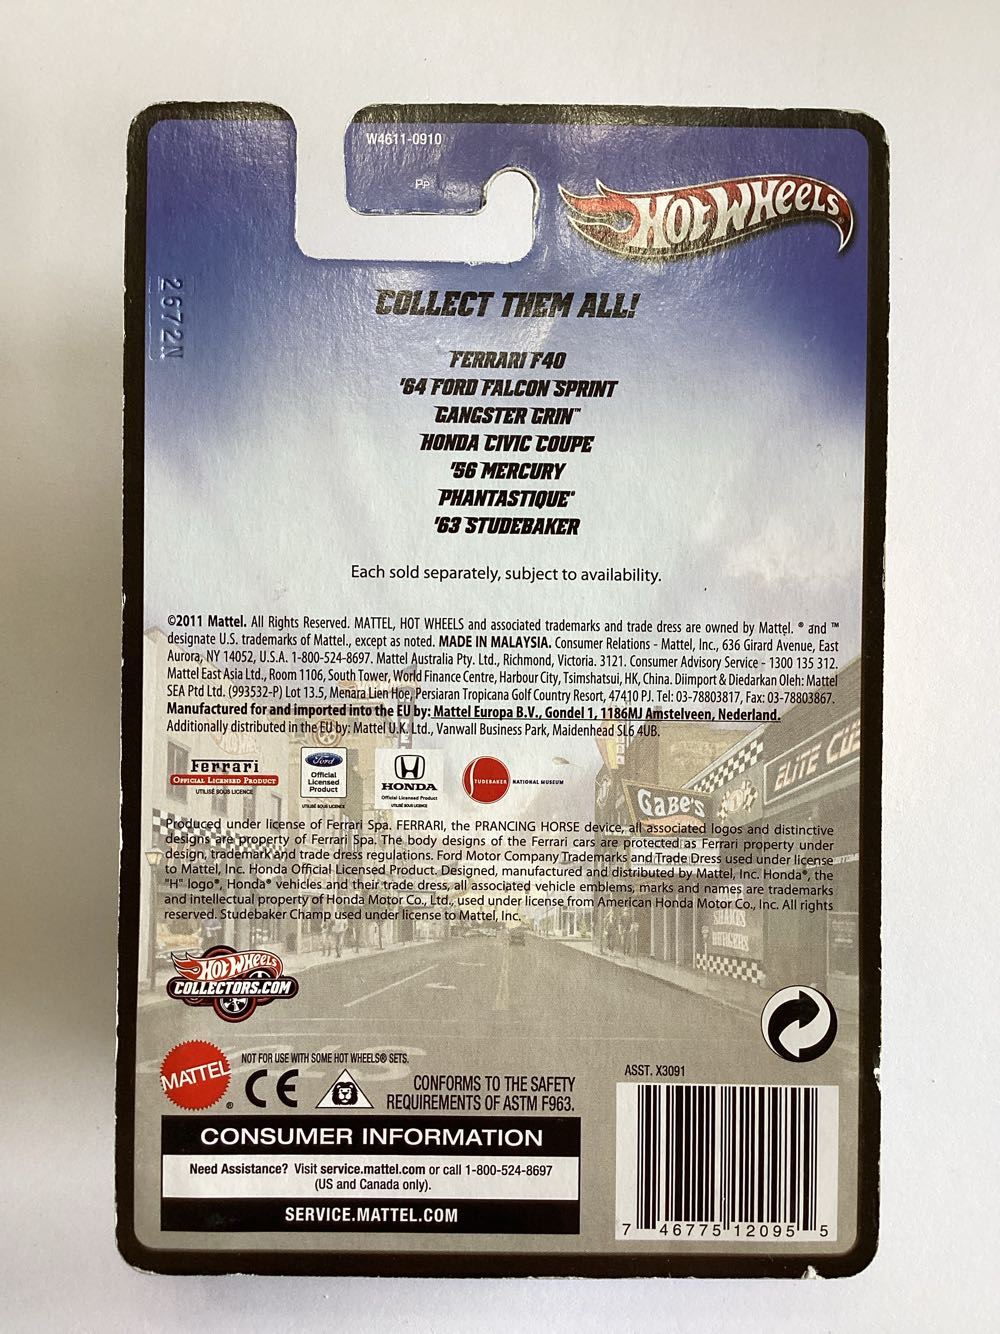 W4611-0910
PP
HOT WHEELS®
2672N
COLLECT THEM ALL!
FERRARI F40
'64 FORD FALCON SPRINT
GANGSTER GRIN™
HONDA CIVIC COUPE
'56 MERCURY
PHANTASTIQUE®
'63 STUDEBAKER
Each sold separately, subject to availability.
©2011 Mattel. All Rights Reserved. MATTEL, HOT WHEELS and associated trademarks and trade dress are owned by Mattel. ® and ™
designate U.S. trademarks of Mattel., except as noted. MADE IN MALAYSIA. Consumer Relations - Mattel, Inc., 636 Girard Avenue, East
Aurora, NY 14052, U.S.A. 1-800-524-8697. Mattel Australia Pty. Ltd., Richmond, Victoria. 3121. Consumer Advisory Service - 1300 135 312.
Mattel East Asia Ltd., Room 1106, South Tower, World Finance Centre, Harbour City, Tsimshatsui, HK, China. Diimport & Diedarkan Oleh: Mattel
SEA Ptd Ltd. (993532-P) Lot 13.5, Menara Lien Hoe, Persiaran Tropicana Golf Country Resort, 47410 PJ. Tel: 03-78803817, Fax: 03-78803867.
Manufactured for and imported into the EU by: Mattel Europa B.V., Gondel 1, 1186MJ Amstelveen, Nederland.
Additionally distributed in the EU by: Mattel U.K. Ltd., Vanwall Business Park, Maidenhead SL6 4UB.
Ferrari
OFFICIAL LICENSED PRODUCT
UTILISÉ SOUS LICENCE
Ford
Official
Licensed
Product
UTILISÉ SOUS LICENCE
HONDA
Official Licensed Product
UTILISÉ SOUS LICENCE
STUDEBAKER NATIONAL MUSEUM
GABE'S
ELITE
Produced under license of Ferrari Spa. FERRARI, the PRANCING HORSE device, all associated logos and distinctive
designs are property of Ferrari Spa. The body designs of the Ferrari cars are protected as Ferrari property under
design, trademark and trade dress regulations. Ford Motor Company Trademarks and Trade Dress used under license
to Mattel, Inc. Honda Official Licensed Product. Designed, manufactured and distributed by Mattel, Inc. Honda®, the
"H" logo®, Honda® vehicles and their trade dress, all associated vehicle emblems, marks and names are trademarks
and intellectual property of Honda Motor Co., Ltd., used under license from American Honda Motor Co., Inc. All rights
reserved. Studebaker Champ used under license to Mattel, Inc.
SHAKES
BURGERS
HOT WHEELS
COLLECTORS.COM
MATTEL®
NOT FOR USE WITH SOME HOT WHEELS® SETS.
CE
CONFORMS TO THE SAFETY
REQUIREMENTS OF ASTM F963.
ASST. X3091
CONSUMER INFORMATION
Need Assistance? Visit service.mattel.com or call 1-800-524-8697
(US and Canada only).
SERVICE.MATTEL.COM
7 46775 12095 5